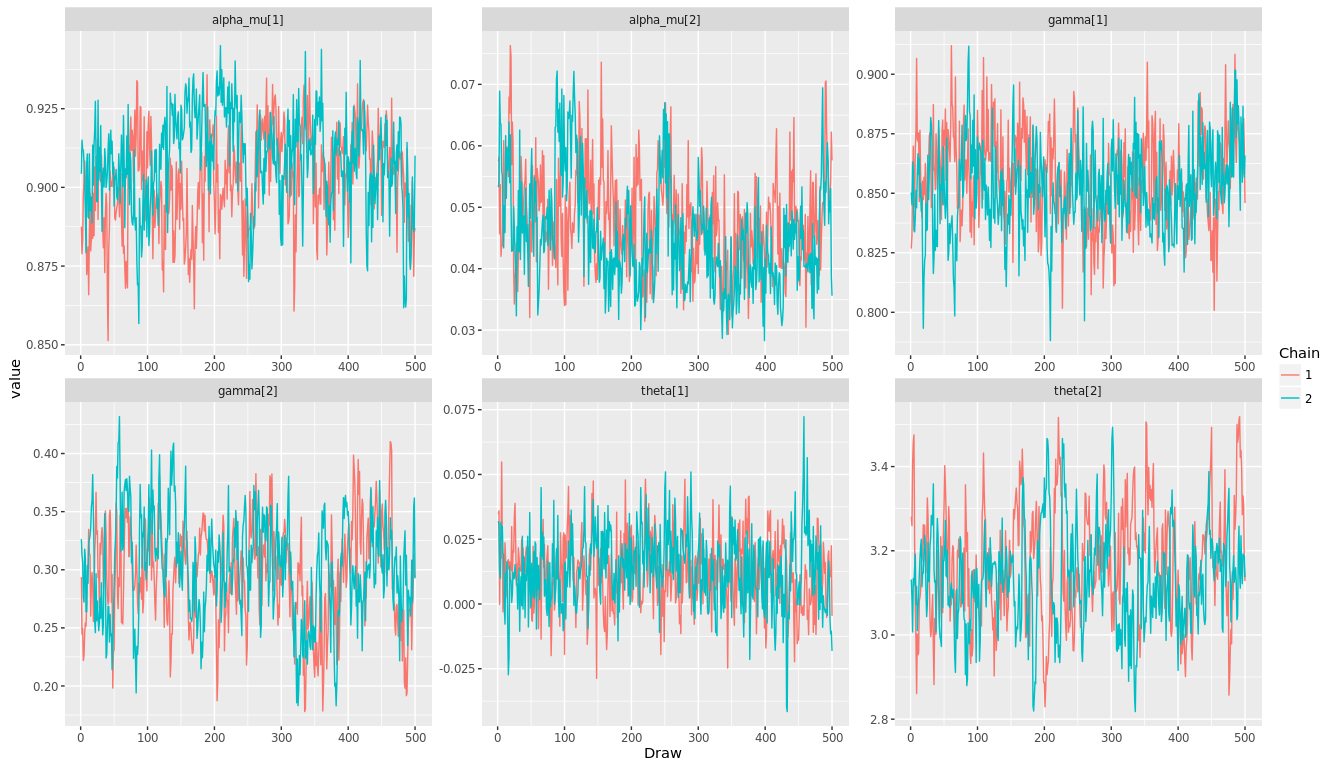 alpha_mu[1] alpha_mu[2] gamma[1]
0.925
0.900
0.875
0.850
0.07
0.06
0.05
0.04
0.03
0.900
0.875
0.850
0.825
0.800
0 100 200 300 400 500
0 100 200 300 400 500
0 100 200 300 400 500
gamma[2] theta[1] theta[2]
0.40
0.35
0.30
0.25
0.20
0.075
0.050
0.025
0.000
-0.025
3.4
3.2
3.0
2.8
0 100 200 300 400 500
0 100 200 300 400 500
0 100 200 300 400 500
value
Draw
Chain
1
2